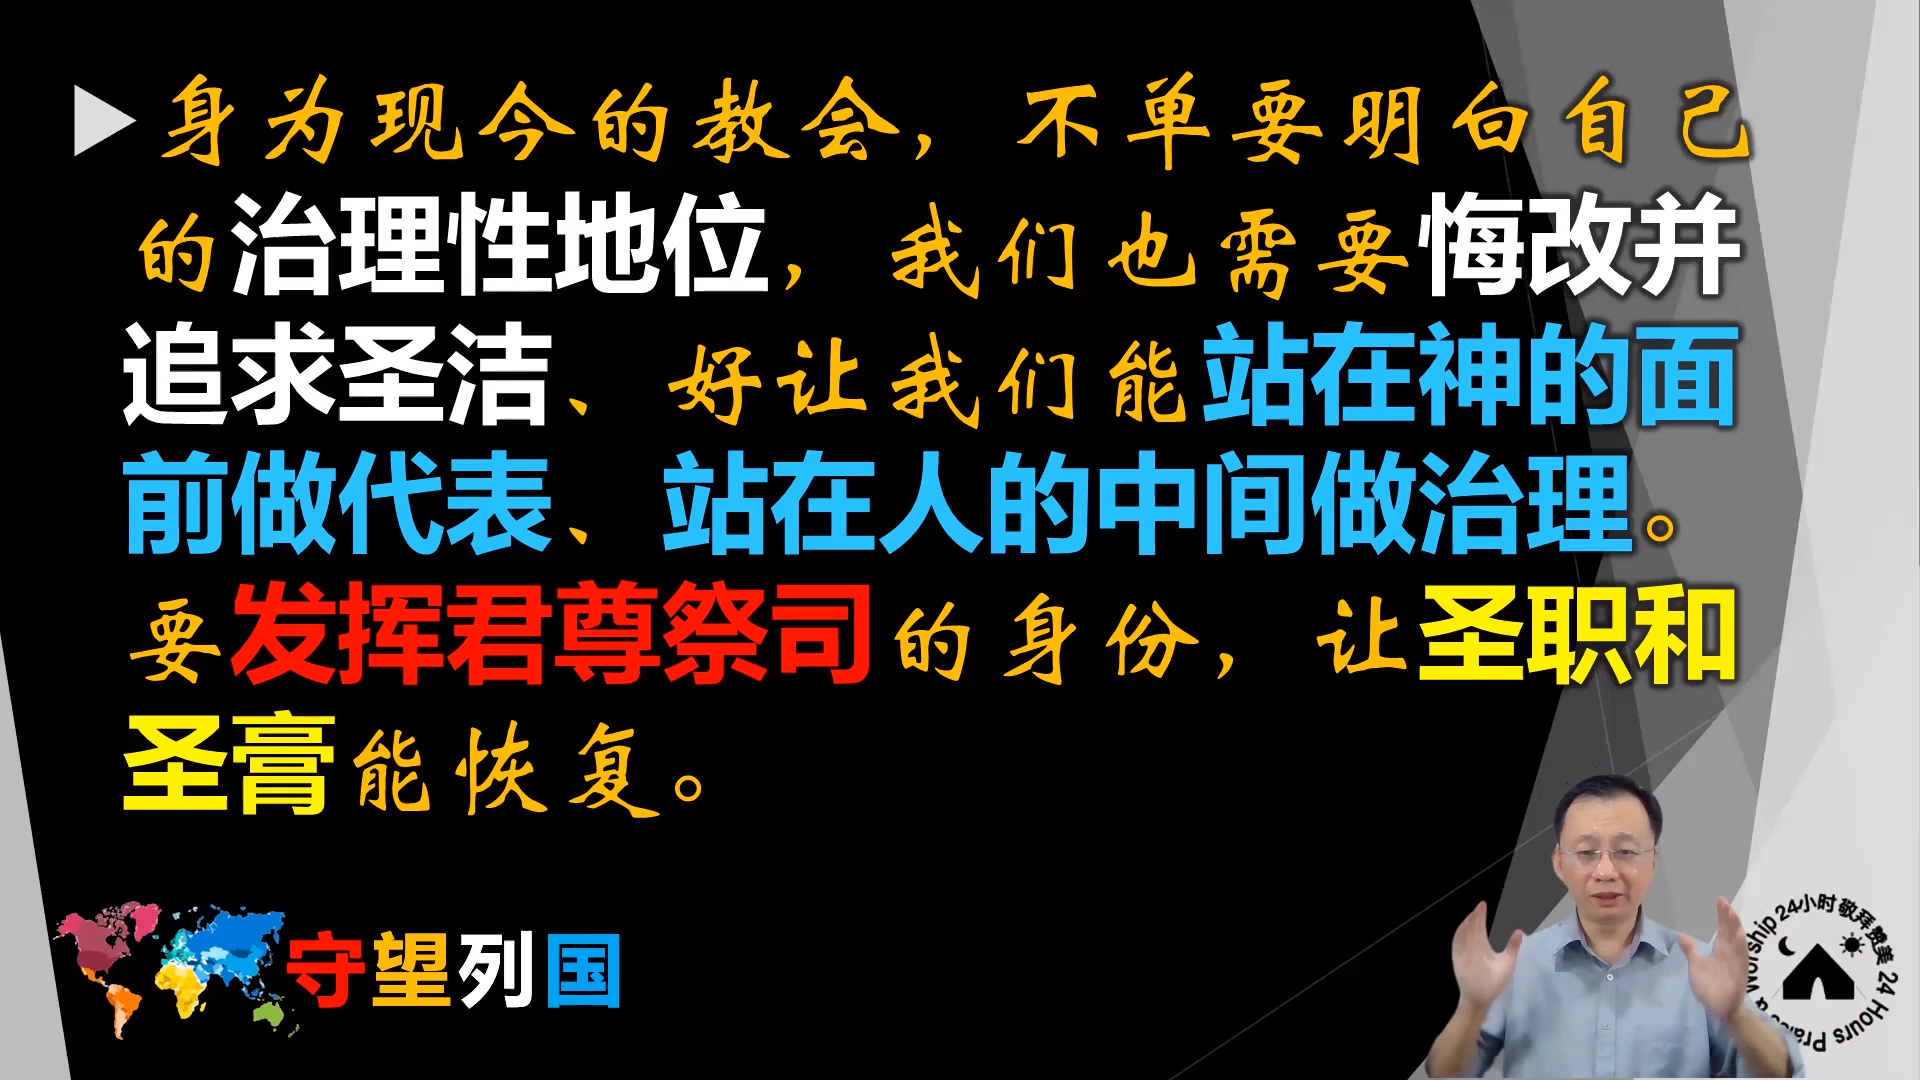 身为现今的教会，不单要明白自己
的治理性地位，我们也需要悔改并
追求圣洁、好让我们能站在神的面
前做代表、站在人的中间做治理。
要发挥君尊祭司的身份，让圣职和
圣膏能恢复。
守望列国
24小时敬拜赞美 24 Hours Praise & Worship